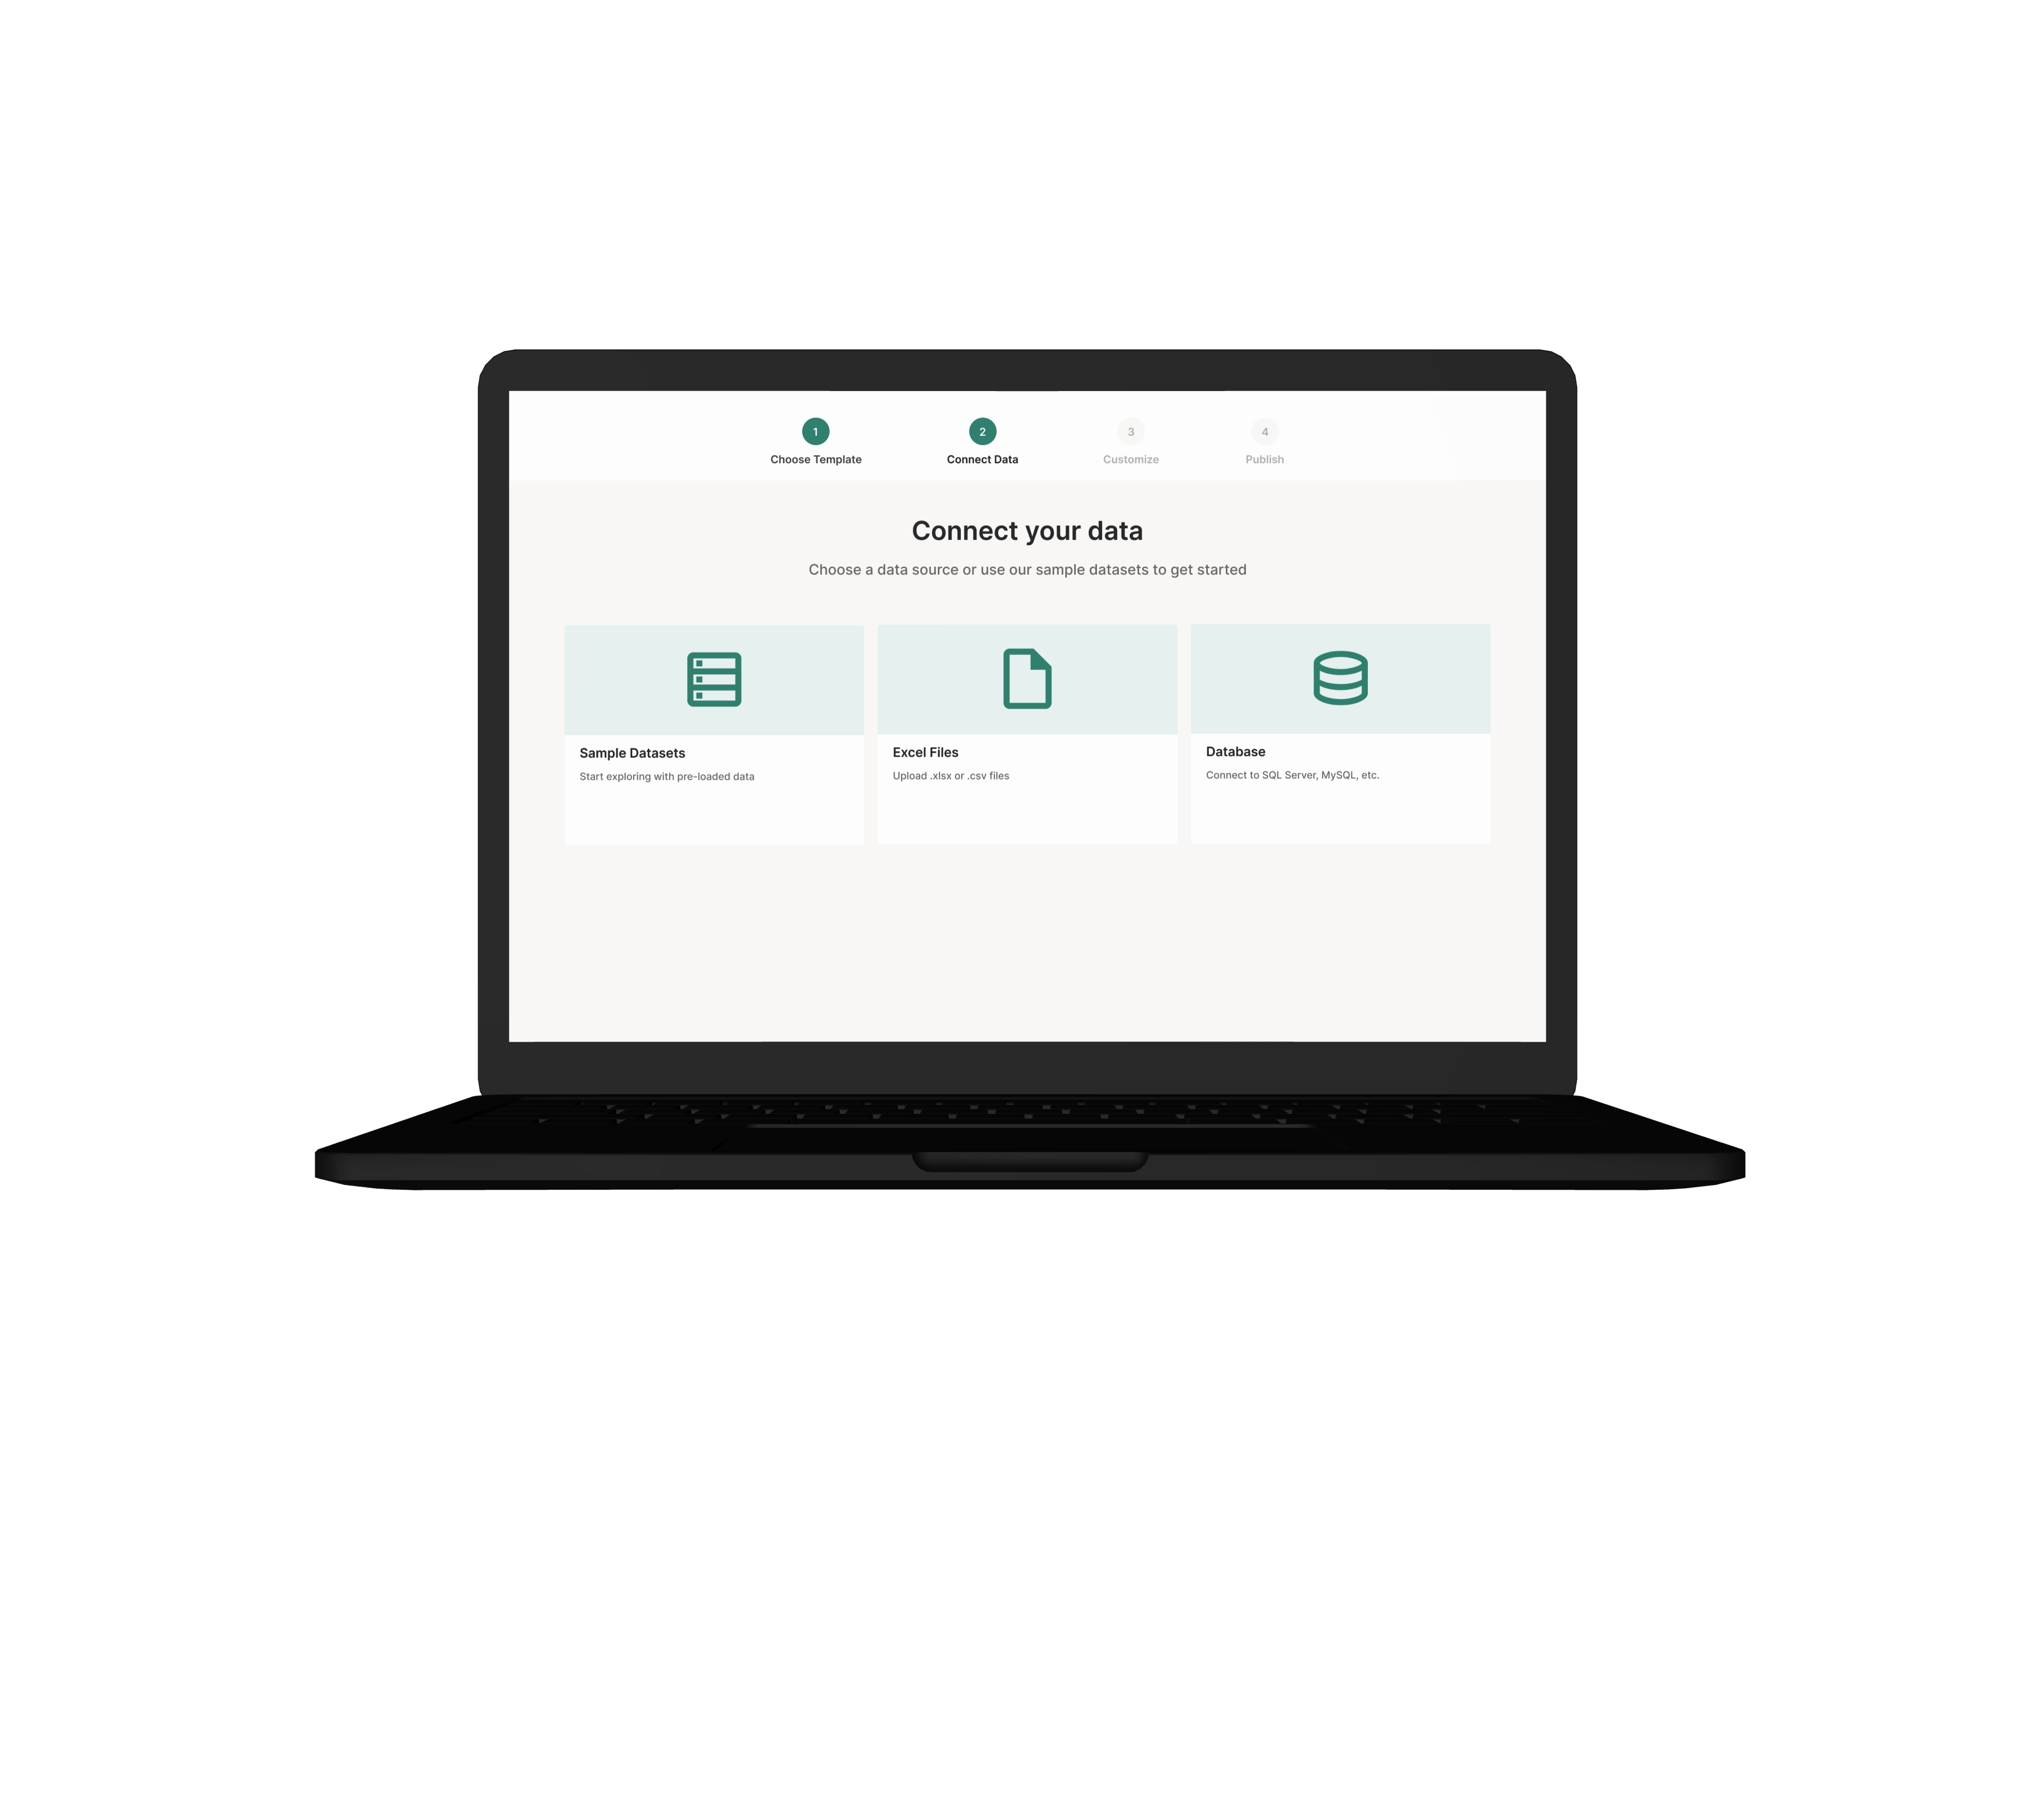 1
Choose Template
2
Connect Data
3
Customize
4
Publish
Connect your data
Choose a data source or use our sample datasets to get started
Sample Datasets
Start exploring with pre-loaded data
Excel Files
Upload .xlsx or .csv files
Database
Connect to SQL Server, MySQL, etc.